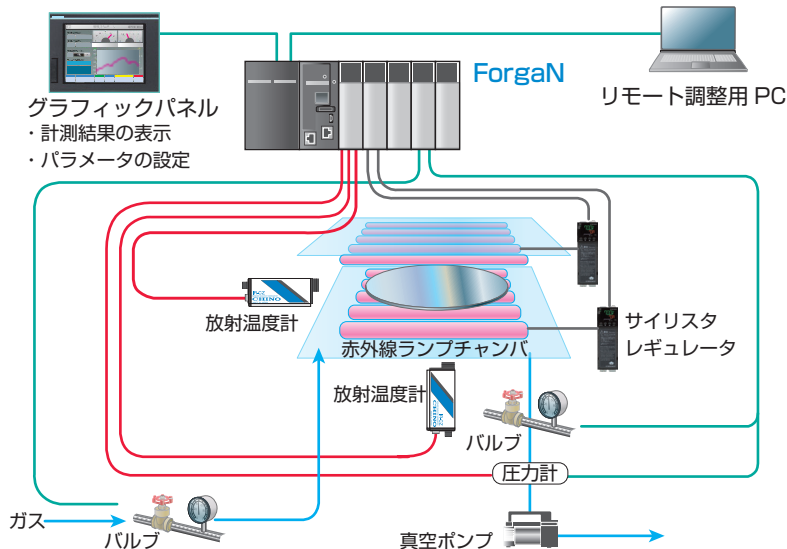 ForgaN
グラフィックパネル
・計測結果の表示
・パラメータの設定
リモート調整用 PC
放射温度計
CHINO
サイリスタ
レギュレータ
赤外線ランプチャンバ
放射温度計
CHINO
バルブ
圧力計
ガス
バルブ
真空ポンプ